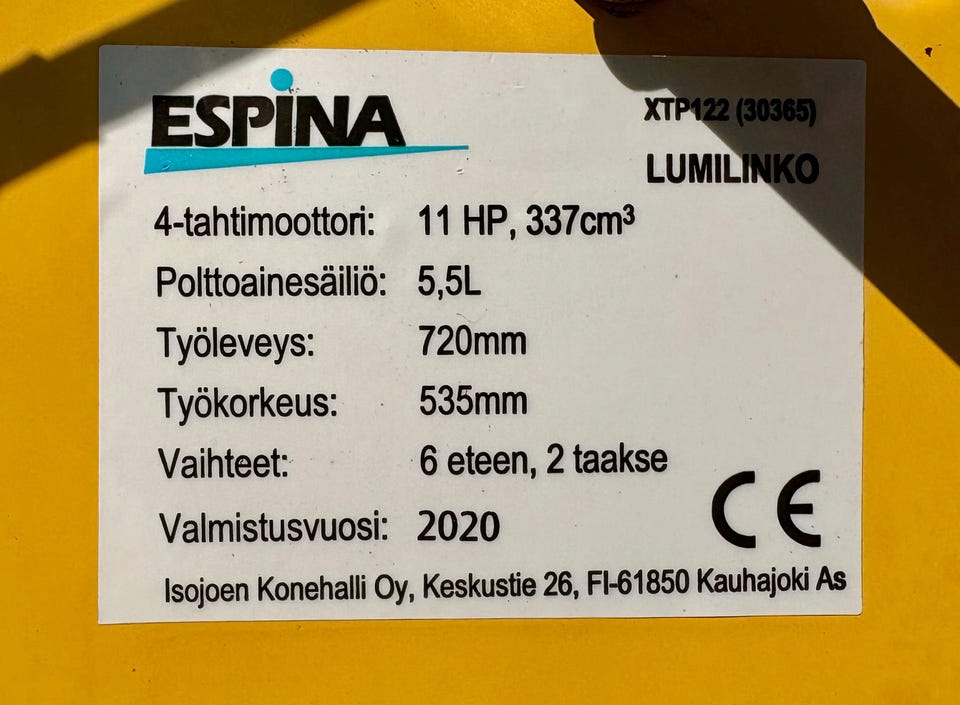 ESPINA
XTP122 (30365)
LUMILINKO
4-tahtimoottori: 11 HP, 337cm³
Polttoainesäiliö: 5,5L
Työleveys: 720mm
Työkorkeus: 535mm
Vaihteet: 6 eteen, 2 taakse
Valmistusvuosi: 2020
CE
Isojoen Konehalli Oy, Keskustie 26, FI-61850 Kauhajoki As